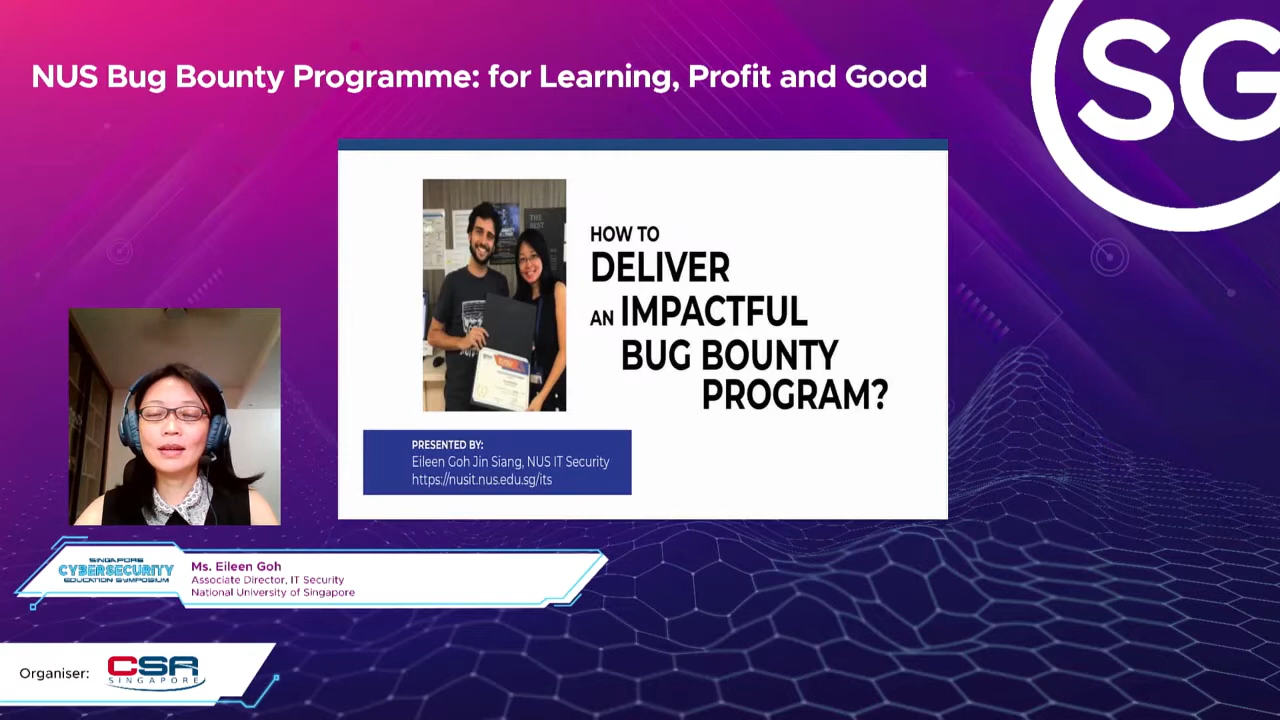 NUS Bug Bounty Programme: for Learning, Profit and Good
SG
HOW TO
DELIVER
AN IMPACTFUL
BUG BOUNTY
PROGRAM?
THE
BEST
PRESENTED BY:
Eileen Goh Jin Siang, NUS IT Security
https://nusit.nus.edu.sg/its
SINGAPORE
CYBERSECURITY
EDUCATION SYMPOSIUM
Ms. Eileen Goh
Associate Director, IT Security
National University of Singapore
Organiser:
CSA
SINGAPORE